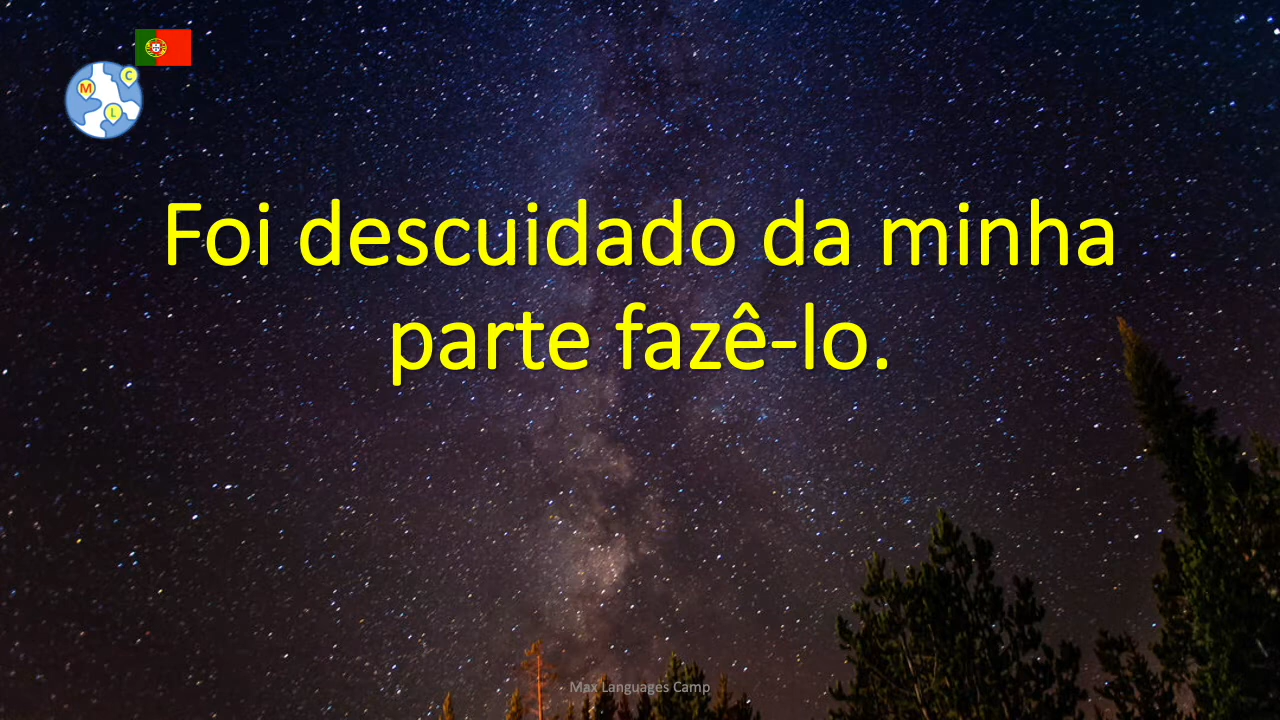 C
M
L
Foi descuidado da minha
parte fazê-lo.
Max Languages Camp